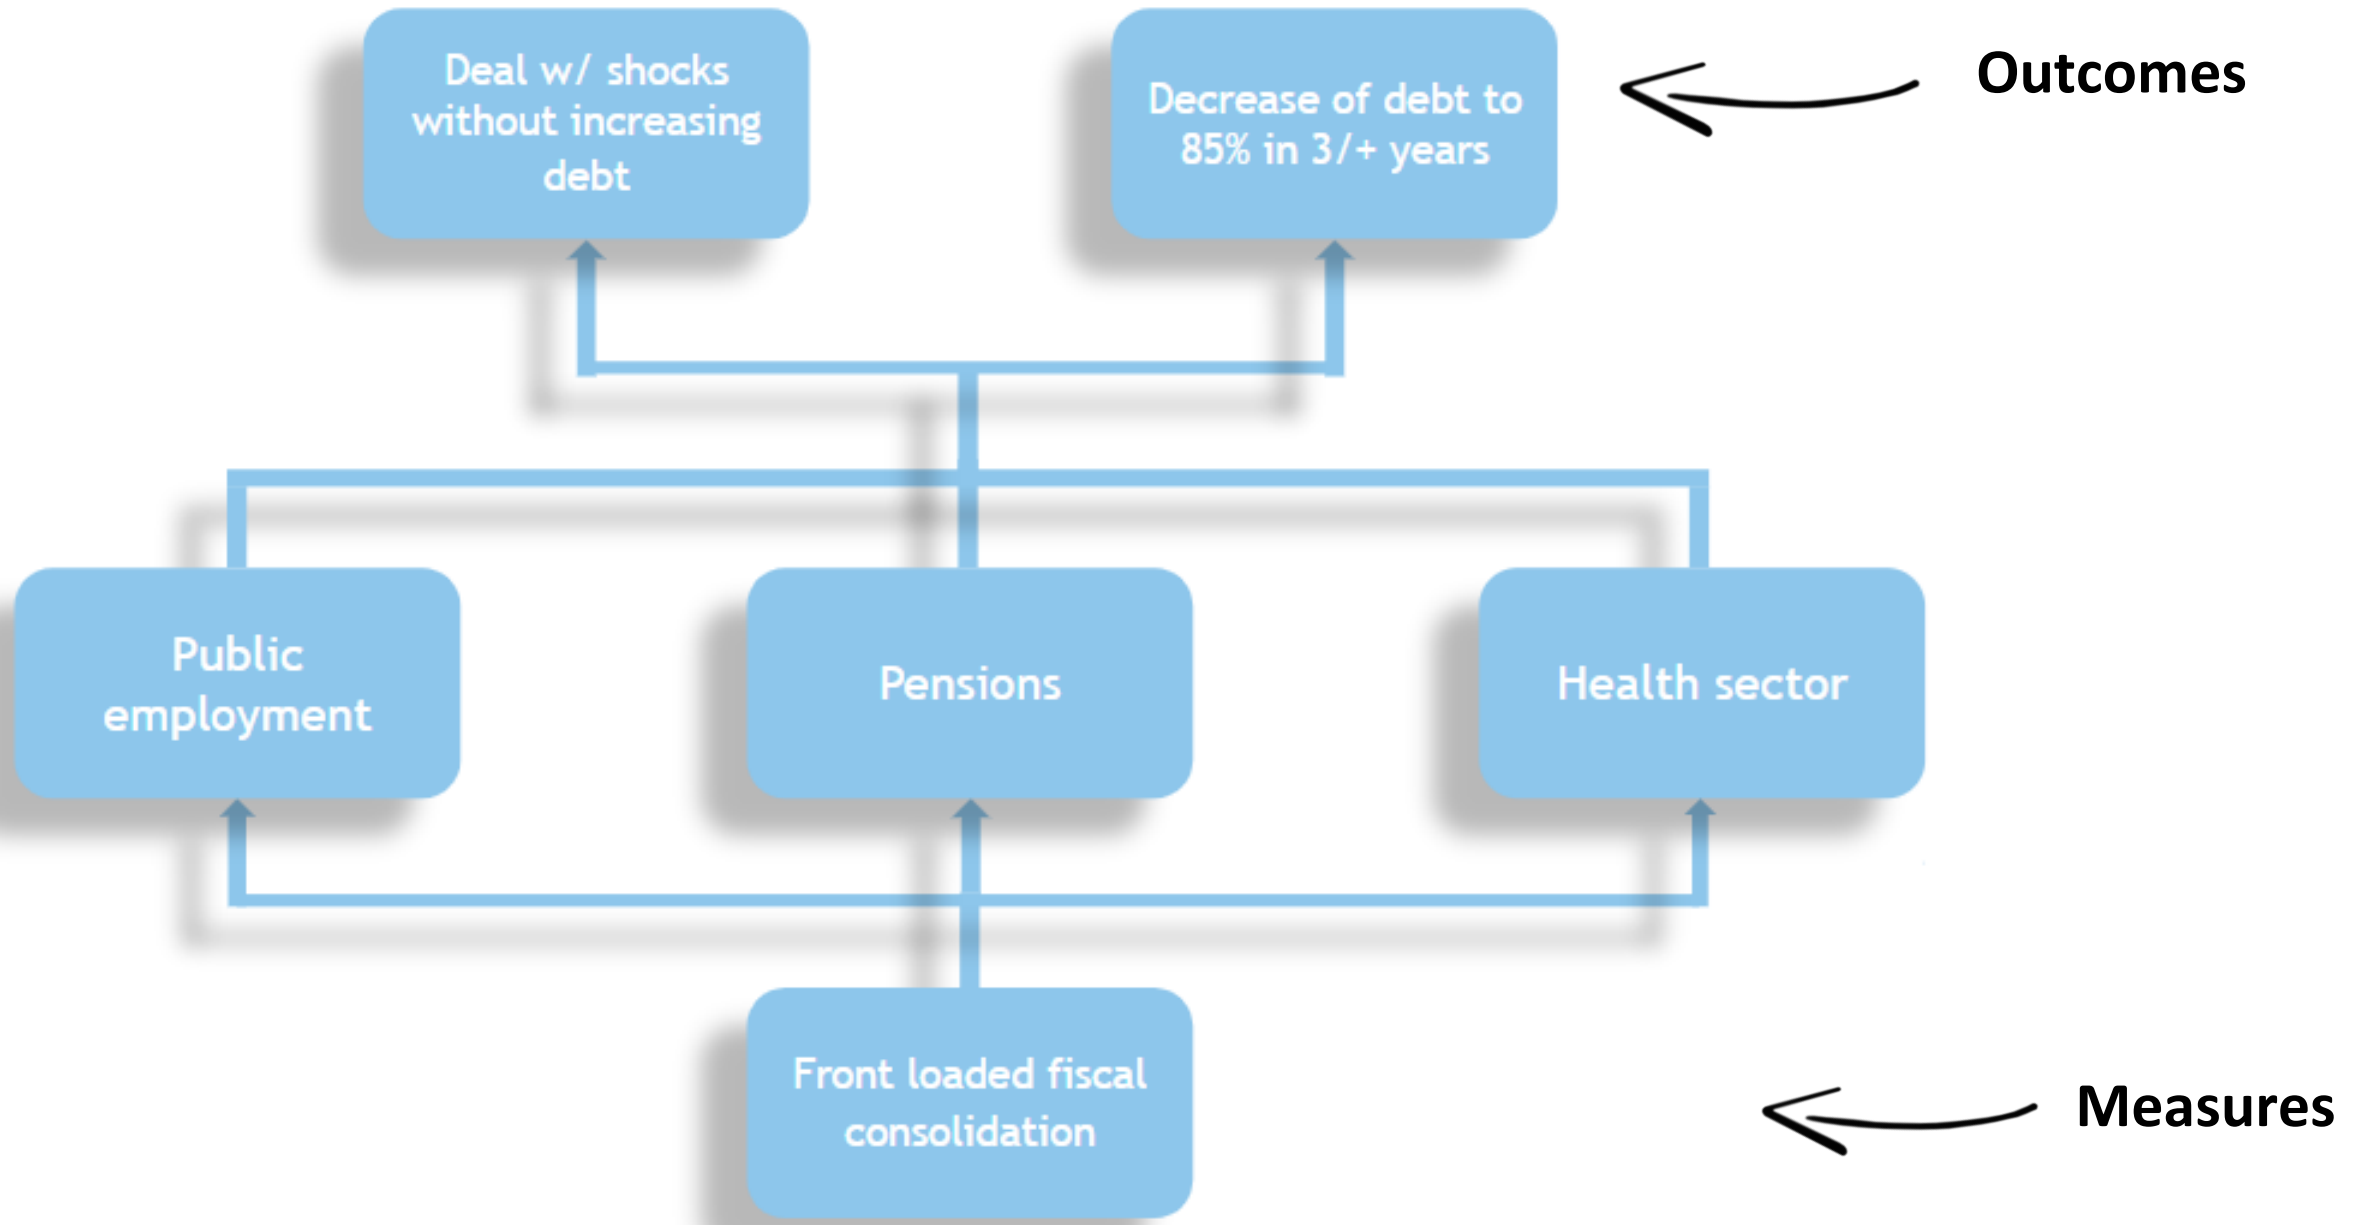 Deal w/ shocks
without increasing
debt
Decrease of debt to
85% in 3/+ years
Outcomes
Public
employment
Pensions
Health sector
Front loaded fiscal
consolidation
Measures